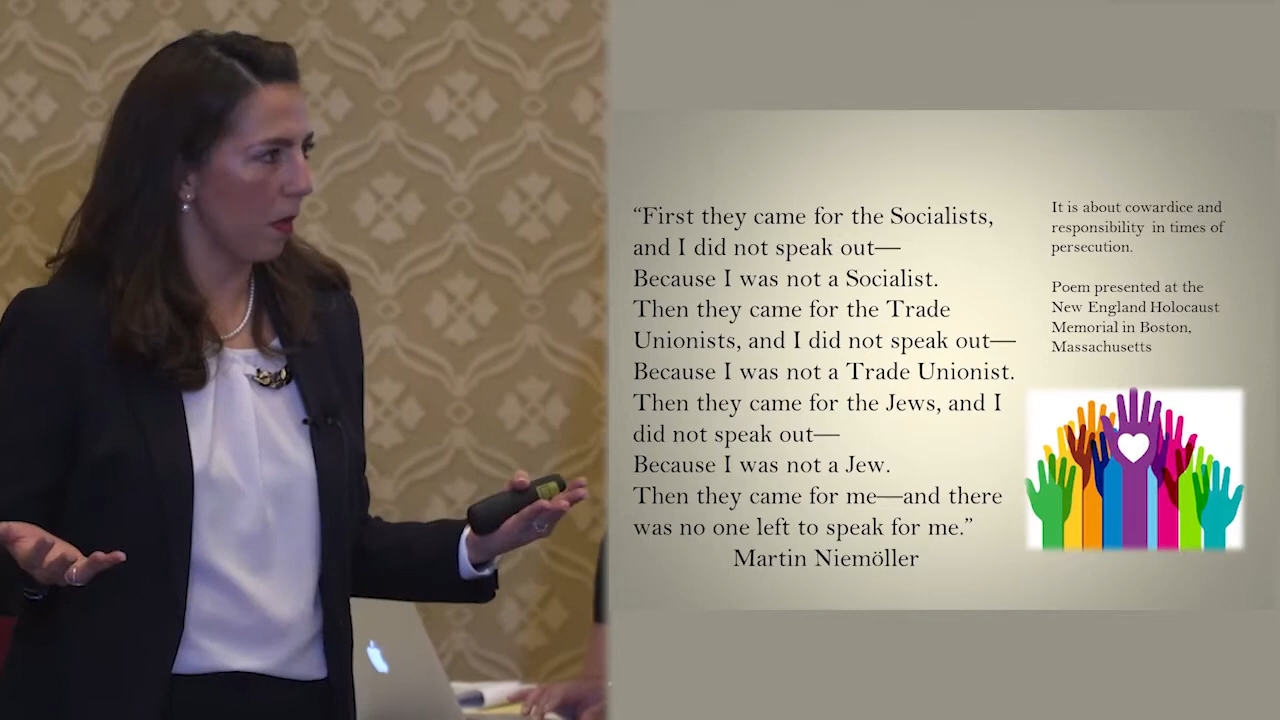 “First they came for the Socialists,
and I did not speak out—
Because I was not a Socialist.
Then they came for the Trade
Unionists, and I did not speak out—
Because I was not a Trade Unionist.
Then they came for the Jews, and I
did not speak out—
Because I was not a Jew.
Then they came for me—and there
was no one left to speak for me.”
Martin Niemöller
It is about cowardice and
responsibility in times of
persecution.
Poem presented at the
New England Holocaust
Memorial in Boston,
Massachusetts